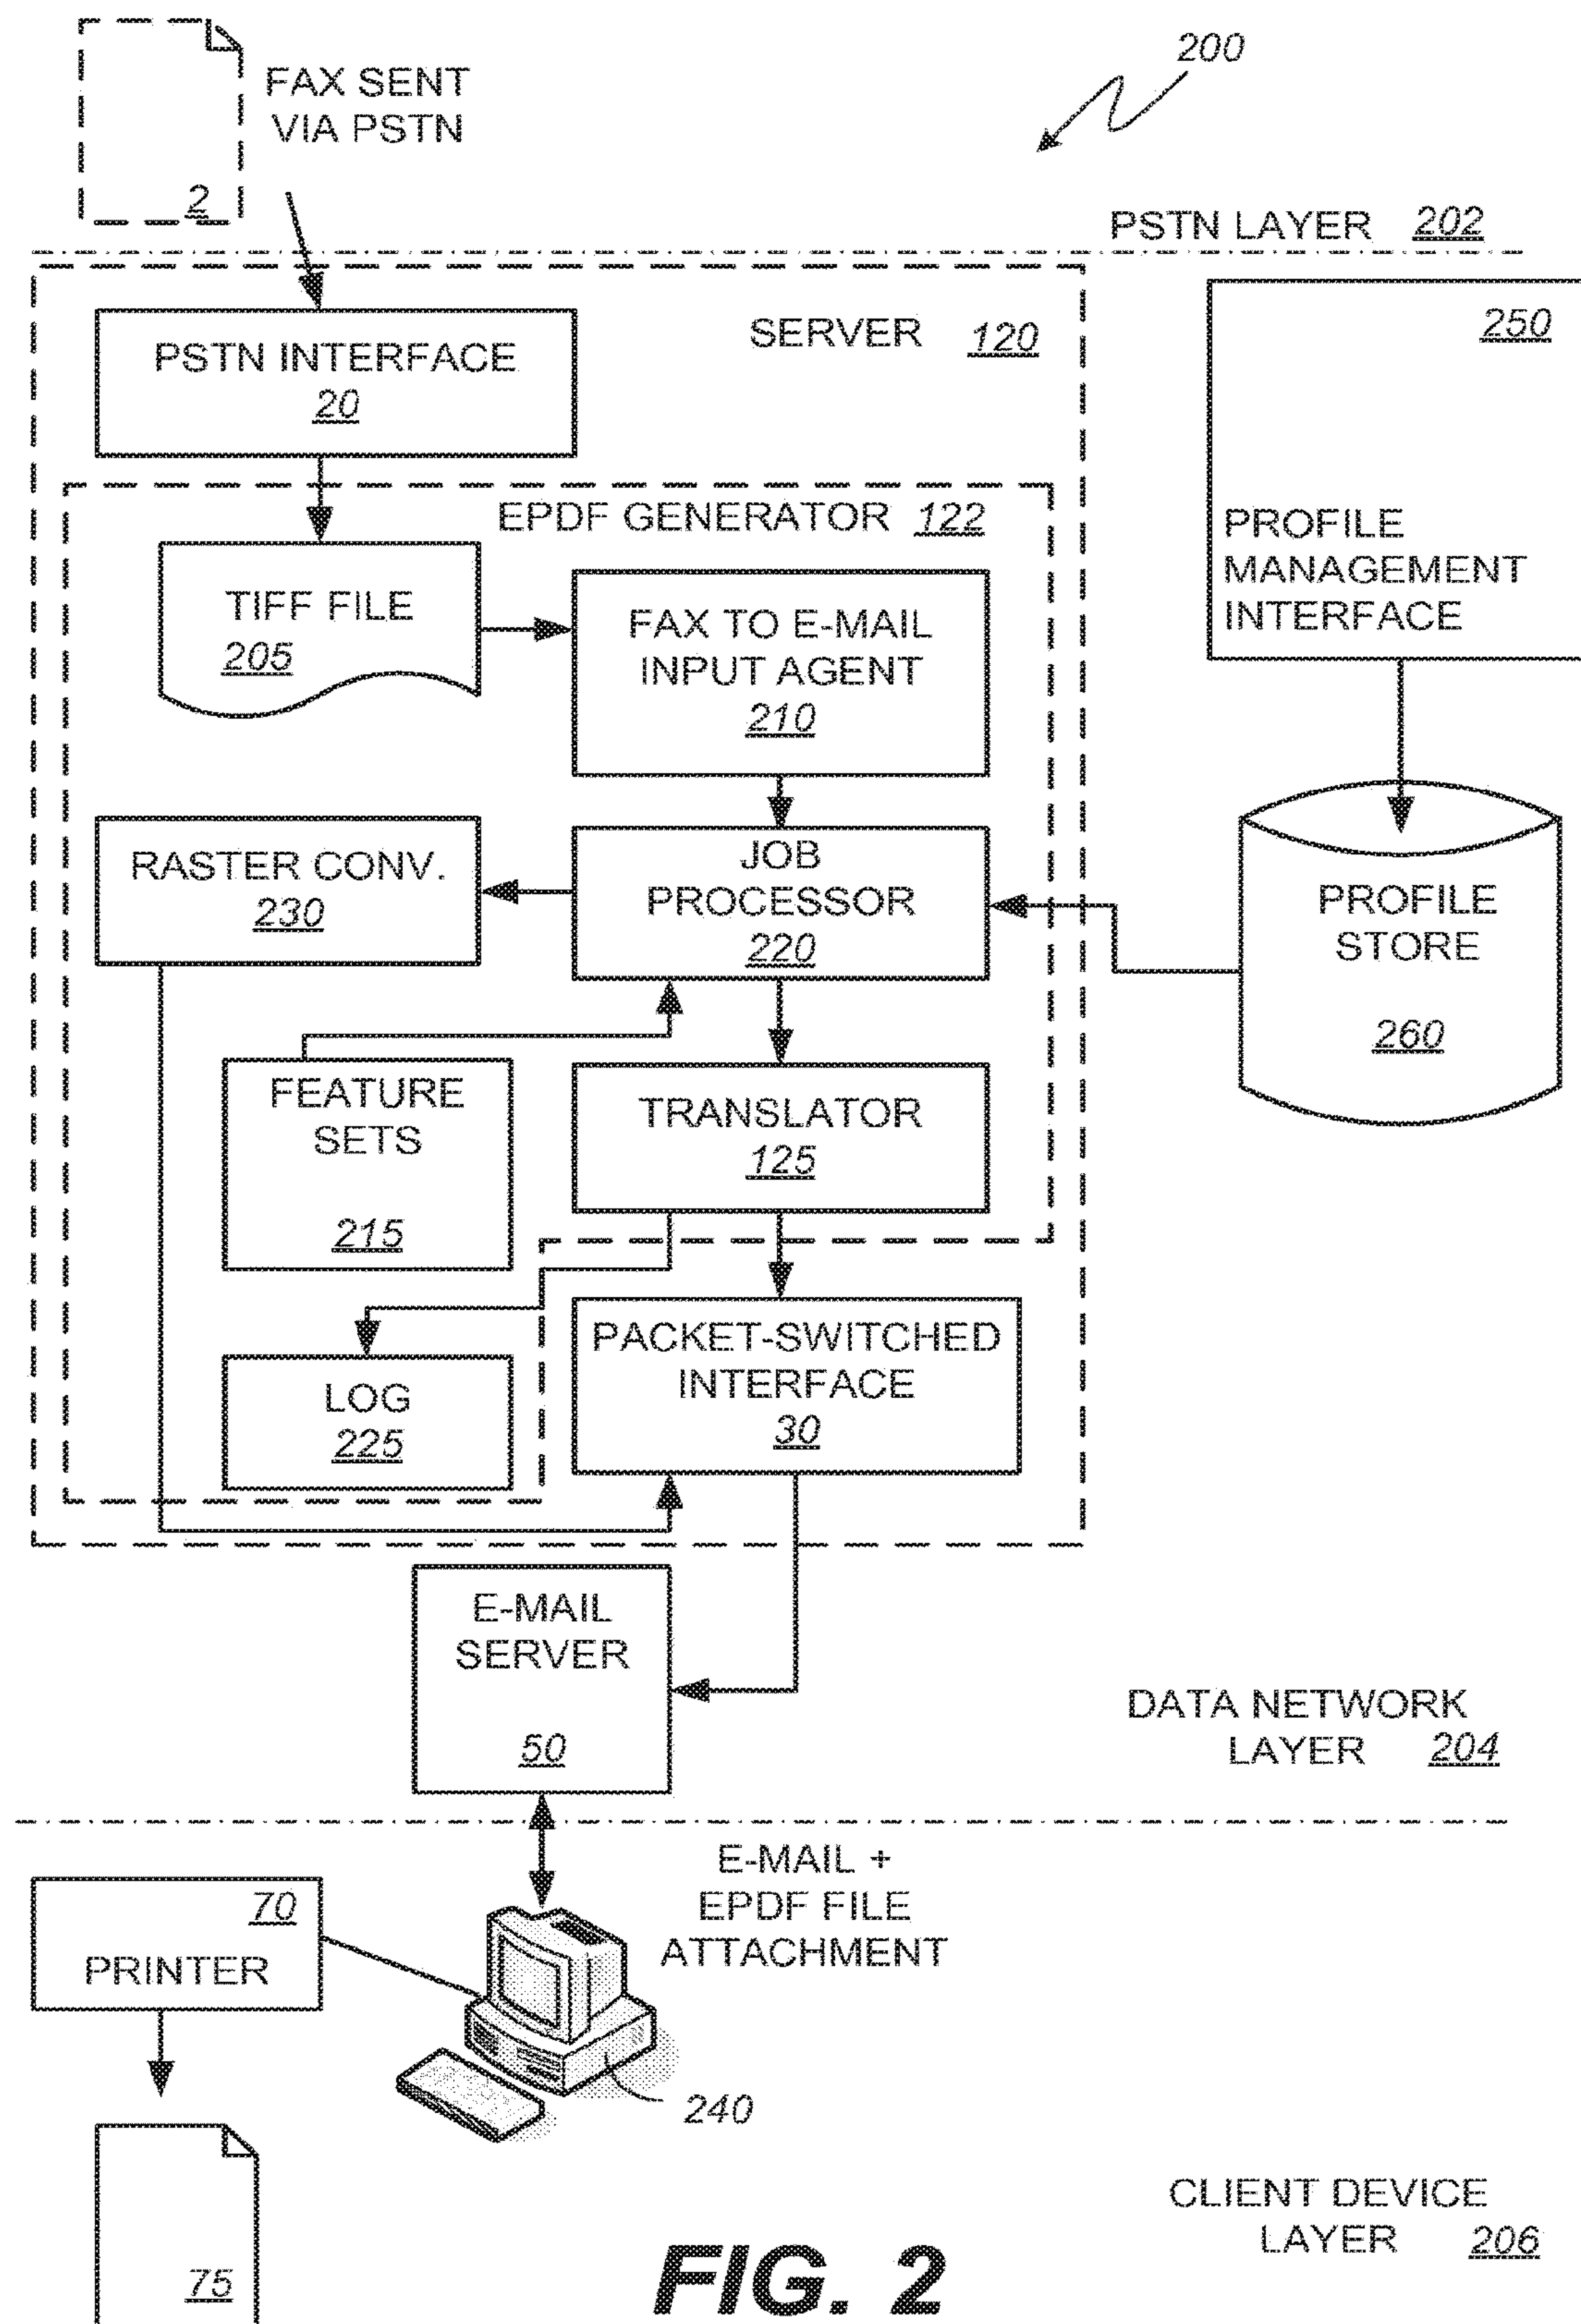 200
FAX SENT
VIA PSTN
2
PSTN LAYER 202
SERVER 120
250
PROFILE
MANAGEMENT
INTERFACE
PSTN INTERFACE
20
EPDF GENERATOR 122
TIFF FILE
205
FAX TO E-MAIL
INPUT AGENT
210
RASTER CONV.
230
JOB
PROCESSOR
220
PROFILE
STORE
260
FEATURE
SETS
215
TRANSLATOR
125
LOG
225
PACKET-SWITCHED
INTERFACE
30
E-MAIL
SERVER
50
DATA NETWORK
LAYER 204
E-MAIL +
EPDF FILE
ATTACHMENT
70
PRINTER
240
75
CLIENT DEVICE
LAYER 206
FIG. 2